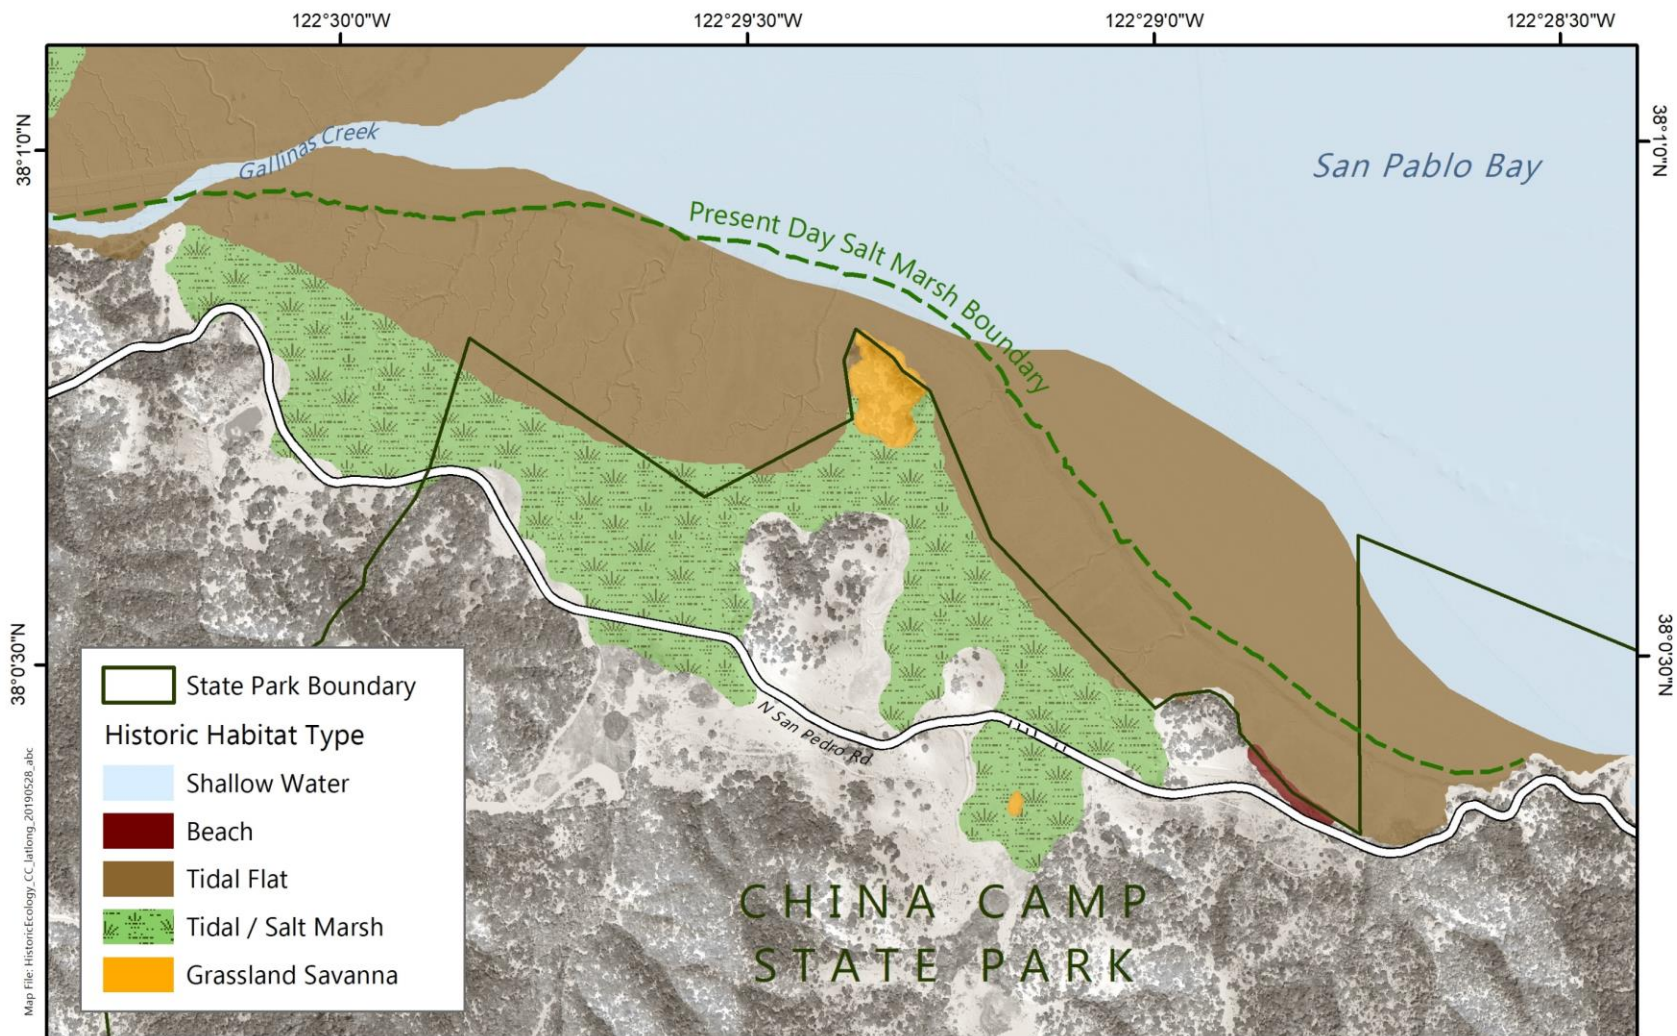 122°30'0"W
122°29'30"W
122°29'0"W
122°28'30"W
38°1'0"N
38°1'0"N
Gallinas Creek
San Pablo Bay
Present Day Salt Marsh Boundary
38°0'30"N
38°0'30"N
N San Pedro Rd
State Park Boundary
Historic Habitat Type
Shallow Water
Beach
Tidal Flat
Tidal / Salt Marsh
Grassland Savanna
CHINA CAMP
STATE PARK
Map File: HistoricEcology_CC_latlong_20190528_abc